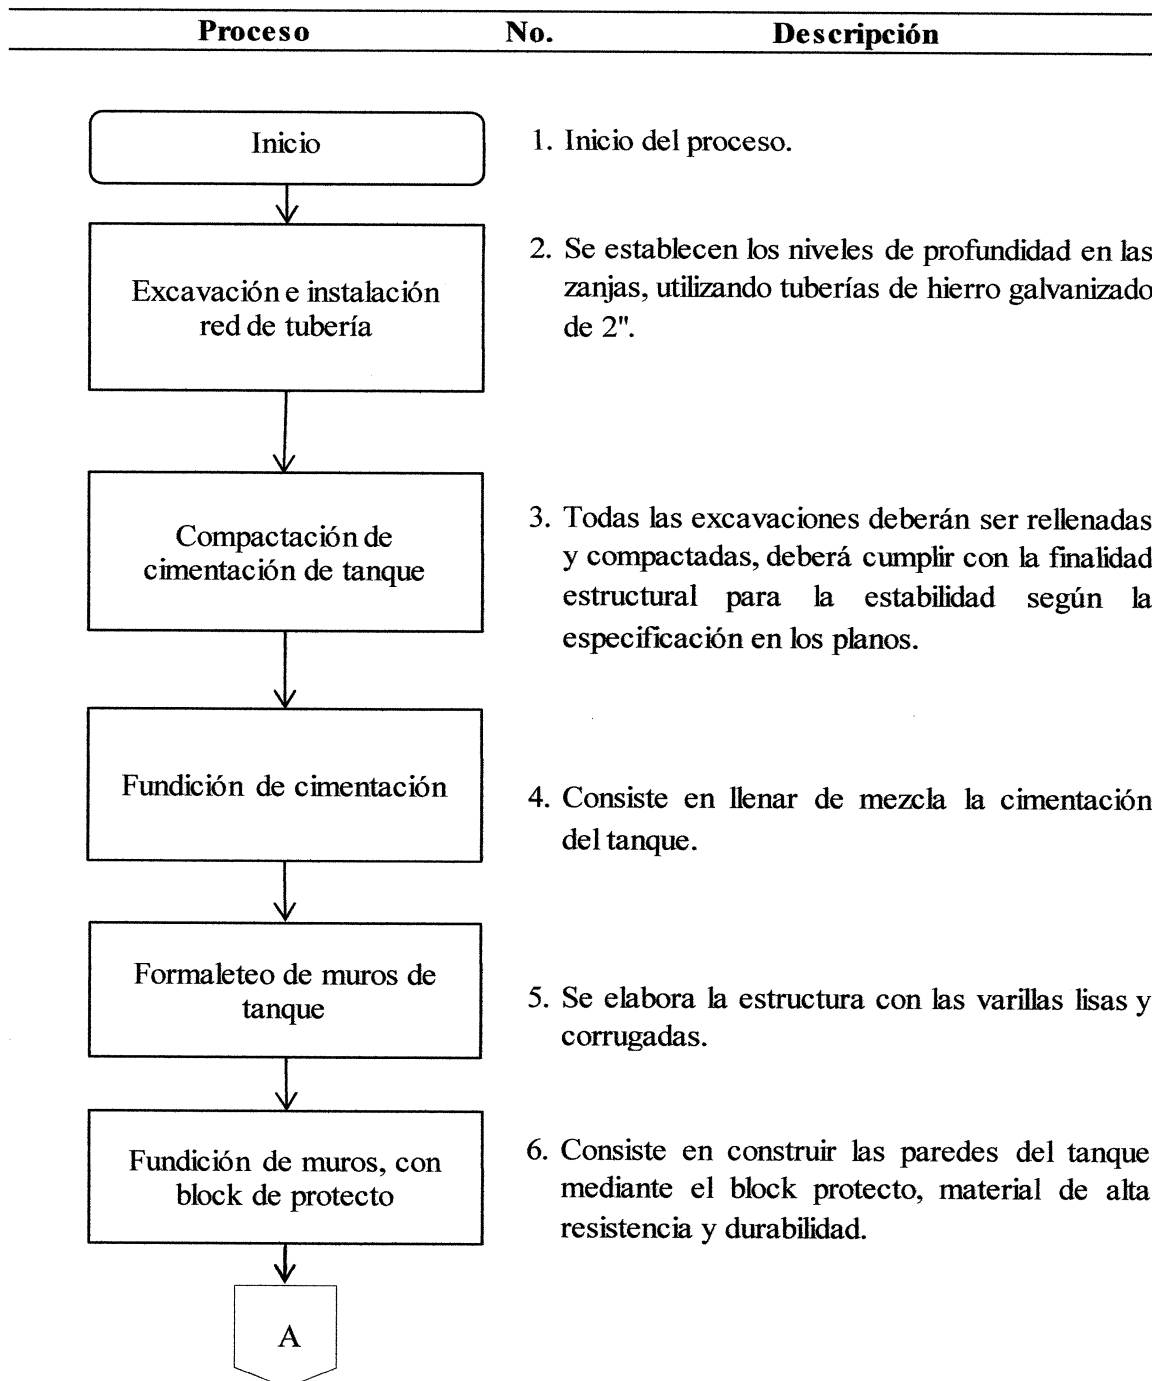 Proceso No. Descripción
Inicio
1. Inicio del proceso.
Excavación e instalación
red de tubería
2. Se establecen los niveles de profundidad en las
zanjas, utilizando tuberías de hierro galvanizado
de 2".
Compactación de
cimentación de tanque
3. Todas las excavaciones deberán ser rellenadas
y compactadas, deberá cumplir con la finalidad
estructural para la estabilidad según la
especificación en los planos.
Fundición de cimentación
4. Consiste en llenar de mezcla la cimentación
del tanque.
Formaleteo de muros de
tanque
5. Se elabora la estructura con las varillas lisas y
corrugadas.
Fundición de muros, con
block de protecto
6. Consiste en construir las paredes del tanque
mediante el block protecto, material de alta
resistencia y durabilidad.
A